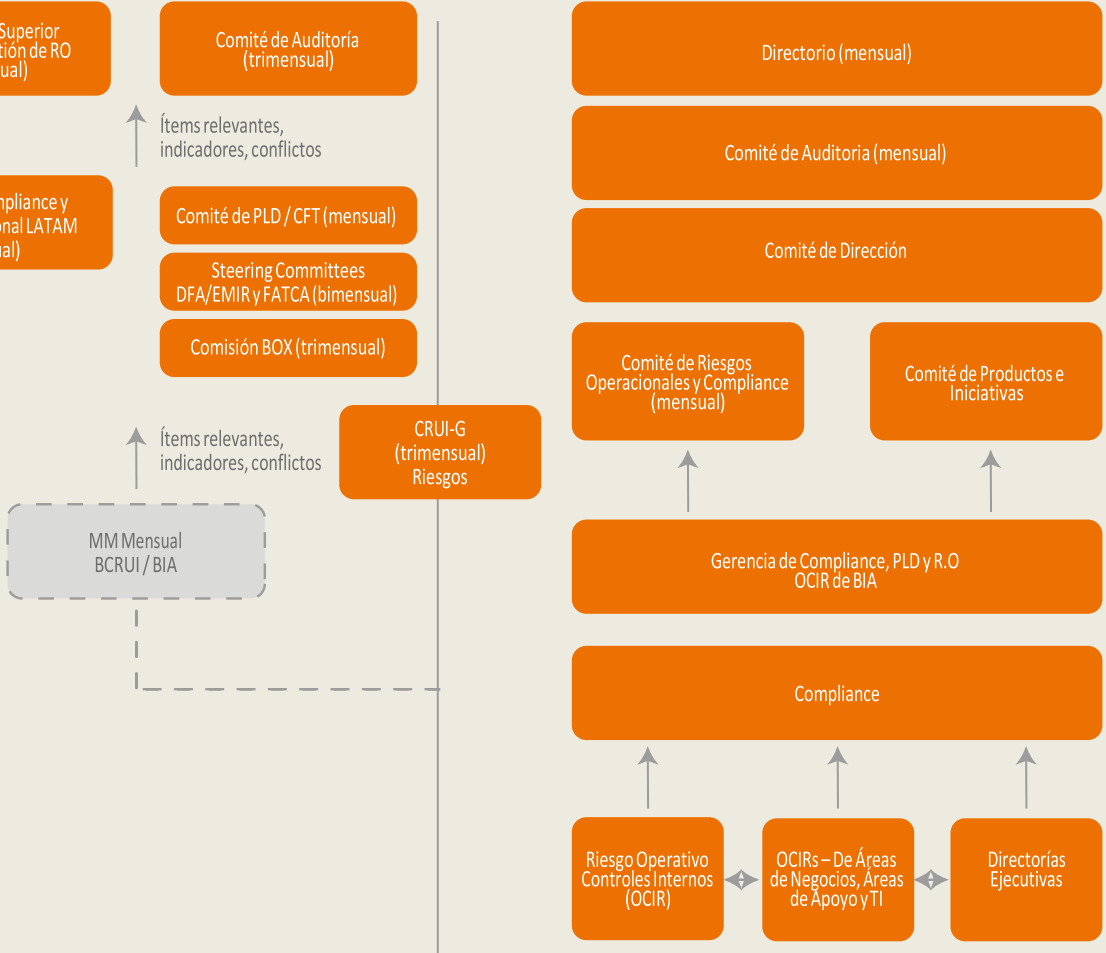 Superior
tión de RO
ual)
Comité de Auditoría
(trimensual)
Ítems relevantes,
indicadores, conflictos
mpliance y
onal LATAM
ual)
Comité de PLD / CFT (mensual)
Steering Committees
DFA/EMIR y FATCA (bimensual)
Comisión BOX (trimensual)
Ítems relevantes,
indicadores, conflictos
CRUI-G
(trimensual)
Riesgos
MM Mensual
BCRUI / BIA
Directorio (mensual)
Comité de Auditoria (mensual)
Comité de Dirección
Comité de Riesgos
Operacionales y Compliance
(mensual)
Comité de Productos e
Iniciativas
Gerencia de Compliance, PLD y R.O
OCIR de BIA
Compliance
Riesgo Operativo
Controles Internos
(OCIR)
OCIRs – De Áreas
de Negocios, Áreas
de Apoyo y TI
Directorías
Ejecutivas